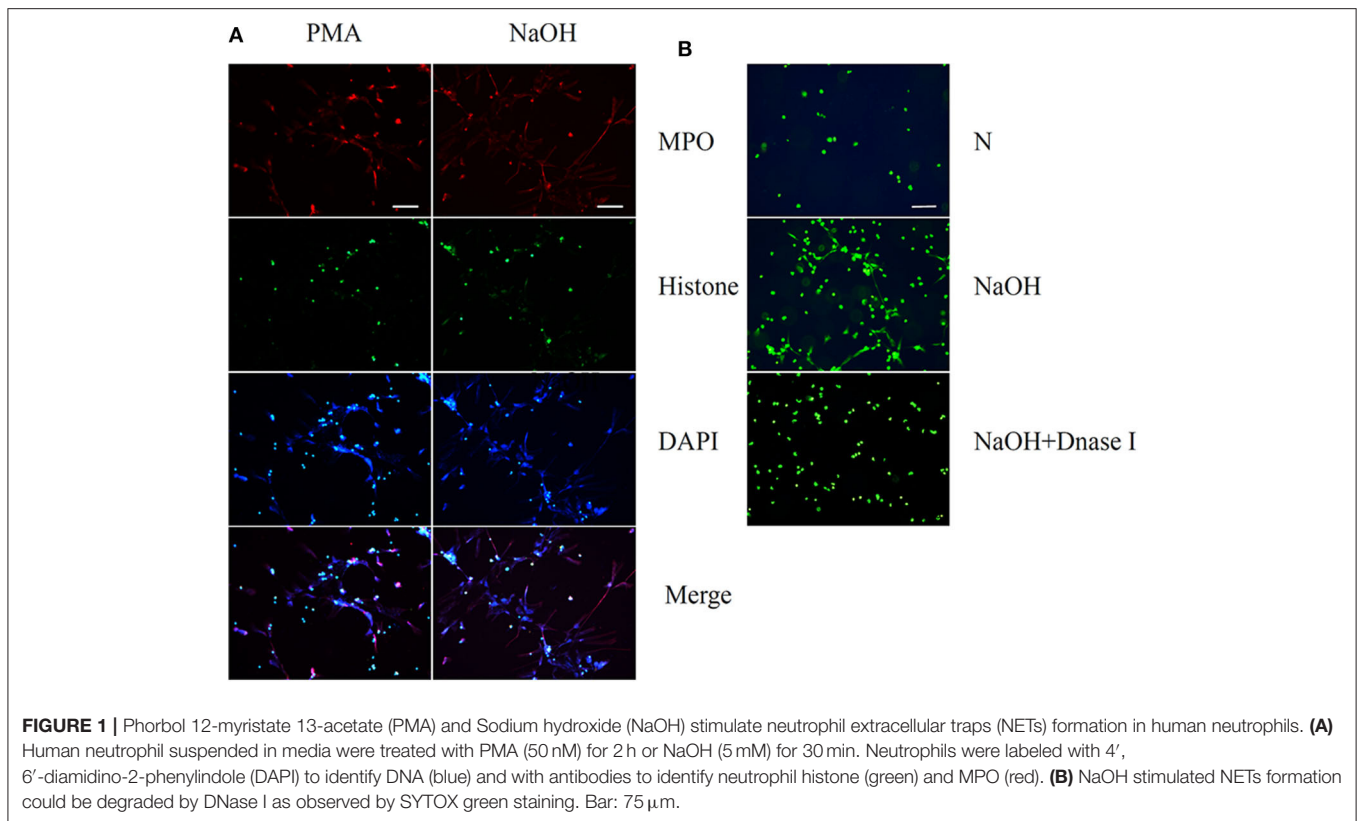 A
PMA
NaOH
B
MPO
N
Histone
NaOH
DAPI
NaOH+Dnase I
Merge
FIGURE 1 | Phorbol 12-myristate 13-acetate (PMA) and Sodium hydroxide (NaOH) stimulate neutrophil extracellular traps (NETs) formation in human neutrophils. (A)
Human neutrophil suspended in media were treated with PMA (50 nM) for 2 h or NaOH (5 mM) for 30 min. Neutrophils were labeled with 4′,
6′-diamidino-2-phenylindole (DAPI) to identify DNA (blue) and with antibodies to identify neutrophil histone (green) and MPO (red). (B) NaOH stimulated NETs formation
could be degraded by DNase I as observed by SYTOX green staining. Bar: 75 μm.